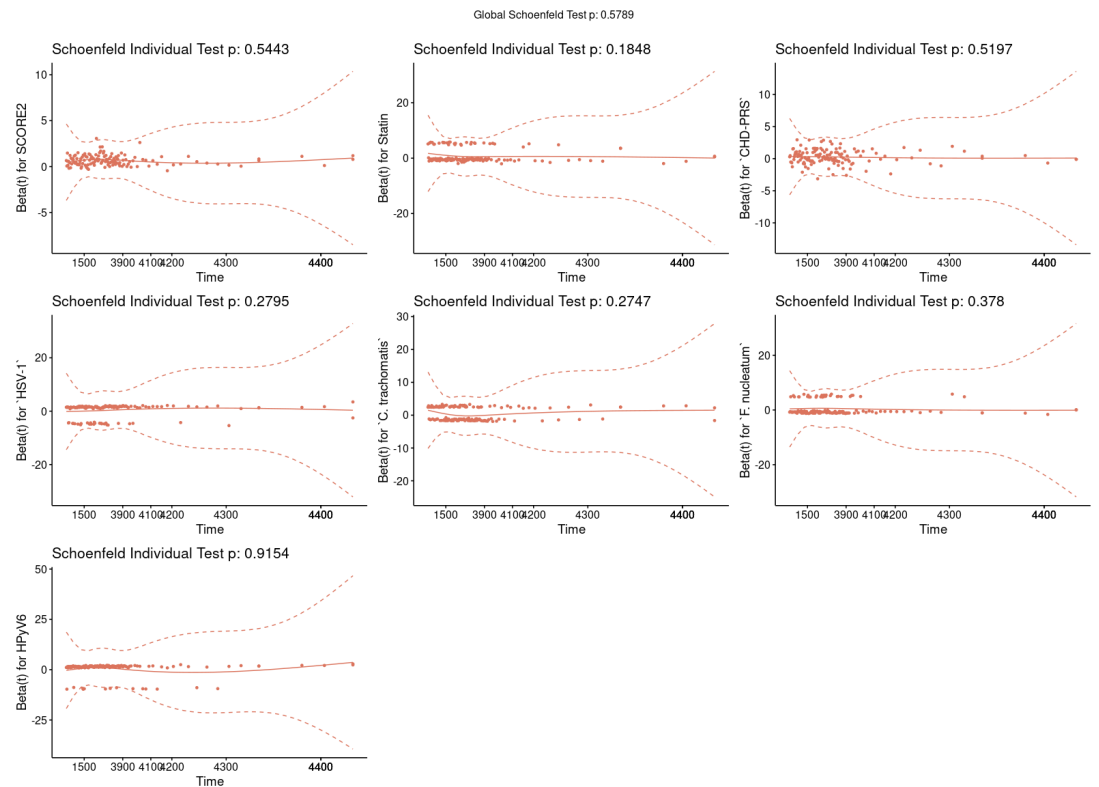 Global Schoenfeld Test p: 0.5789
Schoenfeld Individual Test p: 0.5443
Beta(t) for SCORE2
10
5
0
-5
1500 3900 4100 4200 4300 4400
Time
Schoenfeld Individual Test p: 0.1848
Beta(t) for Statin
20
0
-20
1500 3900 4100 4200 4300 4400
Time
Schoenfeld Individual Test p: 0.5197
Beta(t) for `CHD-PRS`
10
5
0
-5
-10
1500 3900 4100 4200 4300 4400
Time
Schoenfeld Individual Test p: 0.2795
Beta(t) for `HSV-1`
20
0
-20
1500 3900 4100 4200 4300 4400
Time
Schoenfeld Individual Test p: 0.2747
Beta(t) for `C. trachomatis`
30
20
10
0
-10
-20
1500 3900 4100 4200 4300 4400
Time
Schoenfeld Individual Test p: 0.378
Beta(t) for `F. nucleatum`
20
0
-20
1500 3900 4100 4200 4300 4400
Time
Schoenfeld Individual Test p: 0.9154
Beta(t) for HPyV6
50
25
0
-25
1500 3900 4100 4200 4300 4400
Time